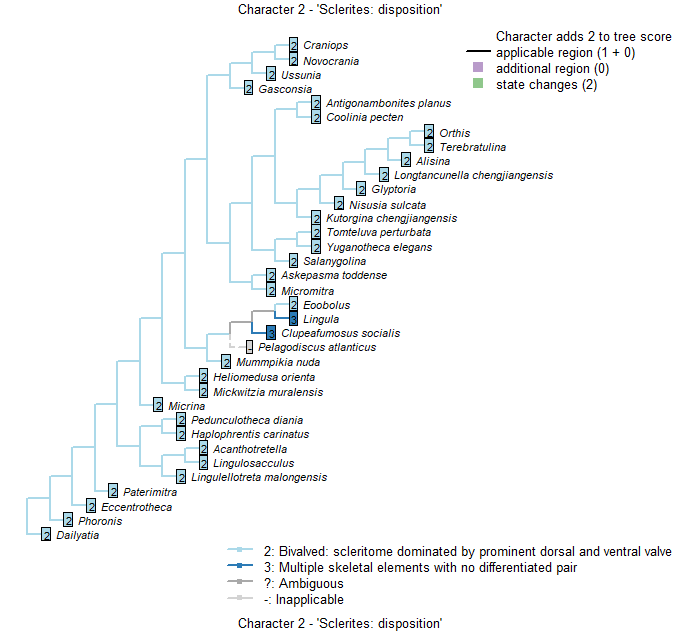 Character 2 - 'Sclerites: disposition'
Character adds 2 to tree score
applicable region (1 + 0)
additional region (0)
state changes (2)
2 Craniops
2 Novocrania
2 Ussunia
2 Gasconsia
2 Antigonambonites planus
2 Coolinia pecten
2 Orthis
2 Terebratulina
2 Alisina
2 Longtancunella chengjiangensis
2 Glyptoria
2 Nisusia sulcata
2 Kutorgina chengjiangensis
2 Tomteluva perturbata
2 Yuganotheca elegans
2 Salanygolina
2 Askepasma toddense
2 Micromitra
2 Eoobolus
3 Lingula
3 Clupeafumosus socialis
- Pelagodiscus atlanticus
2 Mummpikia nuda
2 Heliomedusa orienta
2 Mickwitzia muralensis
2 Micrina
2 Pedunculotheca diania
2 Haplophrentis carinatus
2 Acanthotretella
2 Lingulosacculus
2 Lingulellotreta malongensis
2 Paterimitra
2 Eccentrotheca
2 Phoronis
2 Dailyatia
2: Bivalved: scleritome dominated by prominent dorsal and ventral valve
3: Multiple skeletal elements with no differentiated pair
?: Ambiguous
-: Inapplicable
Character 2 - 'Sclerites: disposition'